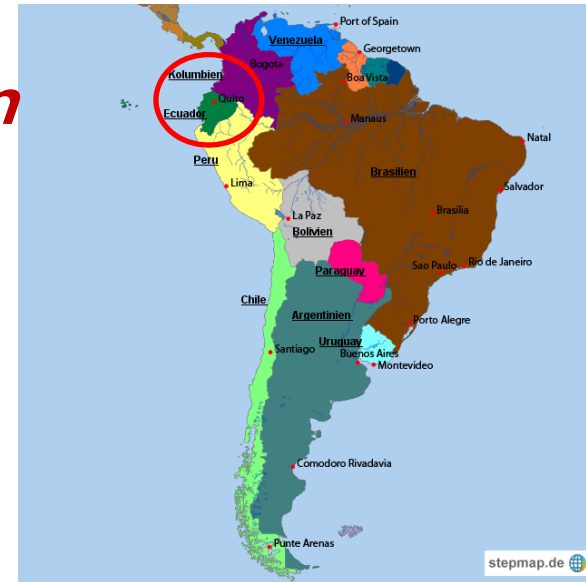 n
Port of Spain
Venezuela
Georgetown
Bogota
Kolumbien
Boa Vista
Quito
Ecuador
Manaus
Peru
Natal
Brasilien
Lima
Salvador
La Paz
Brasilia
Bolivien
Sao Paulo
Rio de Janeiro
Paraguay
Chile
Argentinien
Porto Alegre
Uruguay
Santiago
Buenos Aires
Montevideo
Comodoro Rivadavia
Punte Arenas
stepmap.de